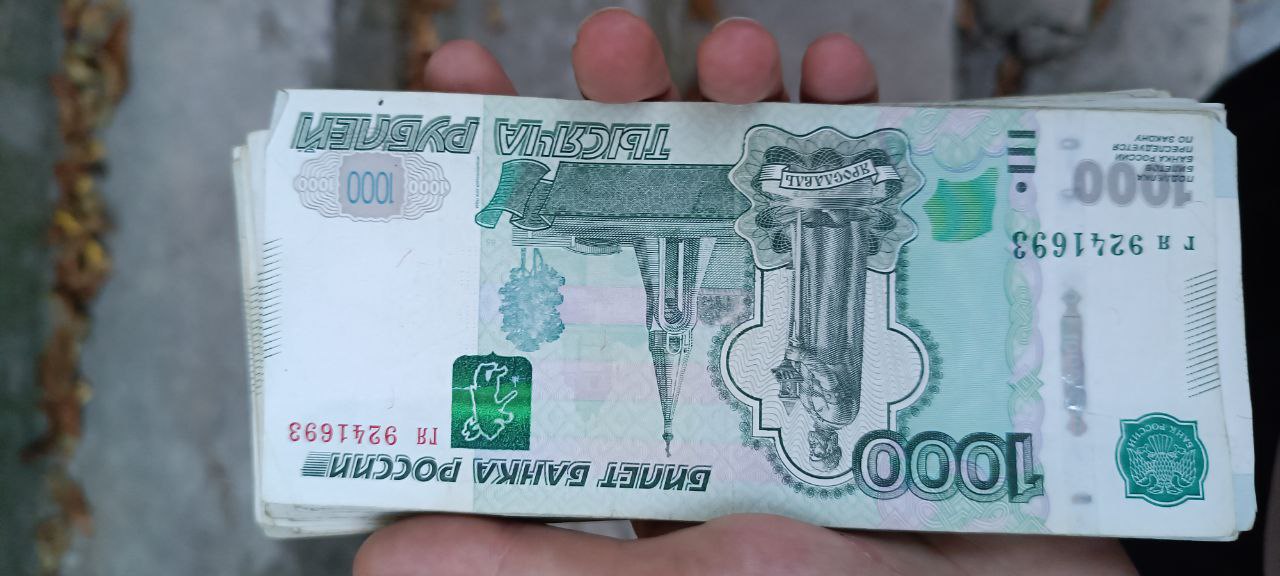 1000
БИЛЕТ БАНКА РОССИИ
БАНК РОССИИ
ГЯ 9241693
гя 9241693
1000
ПОДДЕЛКА
БИЛЕТОВ
БАНКА РОССИИ
ПРЕСЛЕДУЕТСЯ
ПО ЗАКОНУ
ЯРОСЛАВЛЬ
1000 1000 1000
ТЫСЯЧА РУБЛЕЙ